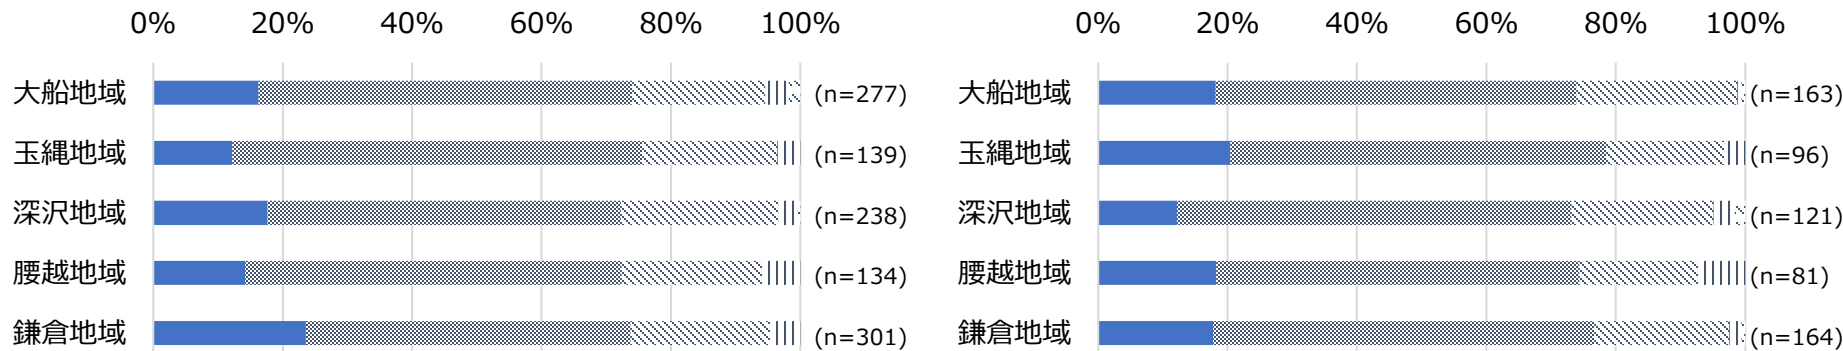 0% 20% 40% 60% 80% 100%
大船地域 (n=277)
玉縄地域 (n=139)
深沢地域 (n=238)
腰越地域 (n=134)
鎌倉地域 (n=301)
0% 20% 40% 60% 80% 100%
大船地域 (n=163)
玉縄地域 (n=96)
深沢地域 (n=121)
腰越地域 (n=81)
鎌倉地域 (n=164)